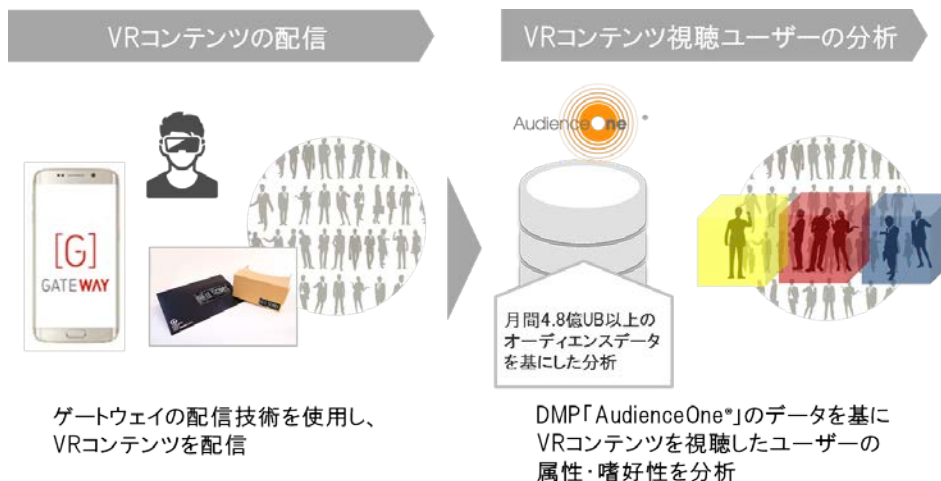 VRコンテンツの配信
VRコンテンツ視聴ユーザーの分析
[G]
GATEWAY
AudienceOne®
月間4.8億UB以上の
オーディエンスデータ
を基にした分析
ゲートウェイの配信技術を使用し、
VRコンテンツを配信
DMP「AudienceOne®」のデータを基に
VRコンテンツを視聴したユーザーの
属性・嗜好性を分析